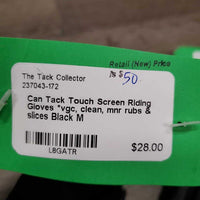 Retail (New) Price
$50
The Tack Collector
237043-172
Can Tack Touch Screen Riding
Gloves *vgc, clean, mnr rubs &
slices Black M
LBGATR
$28.00